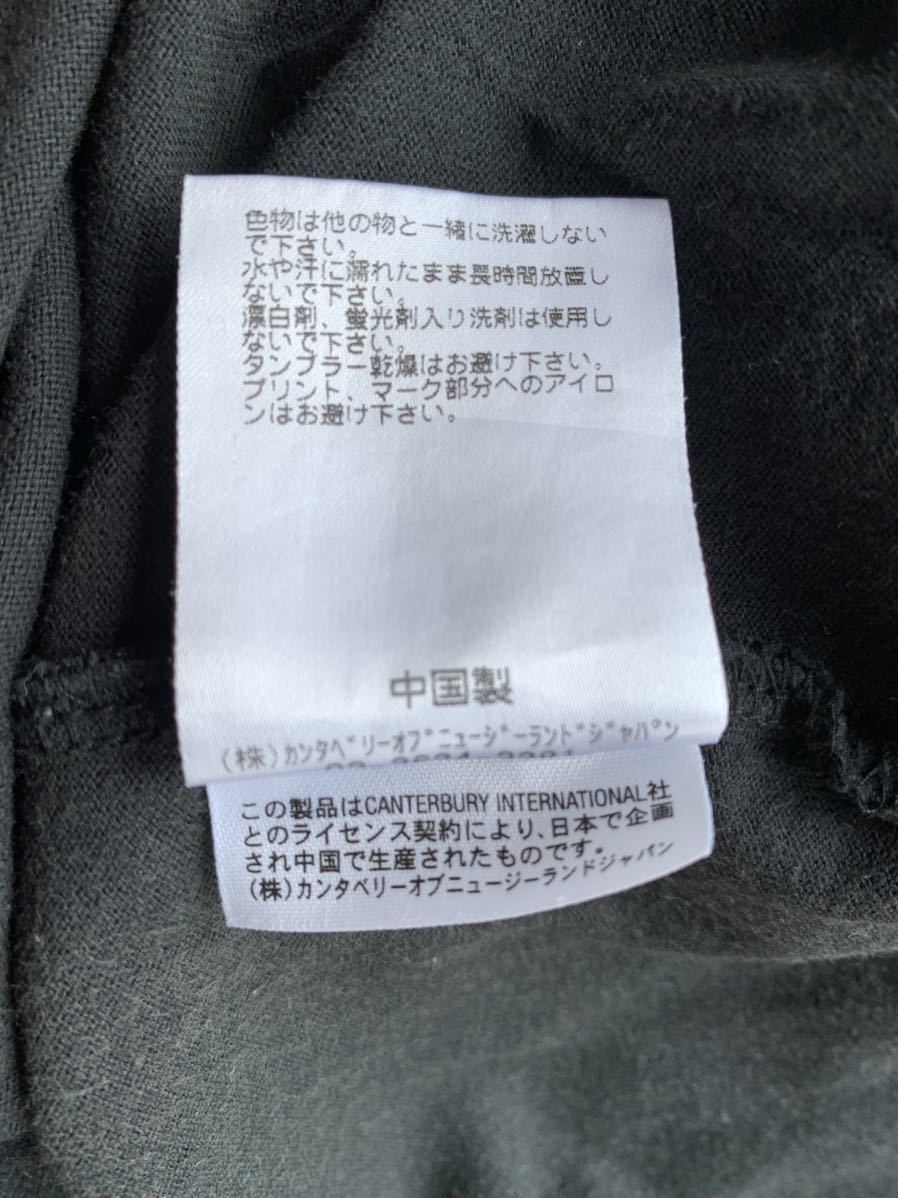 色物は他の物と一緒に洗濯しない
で下さい。
水や汗に濡れたまま長時間放置し
ないで下さい。
漂白剤、蛍光剤入り洗剤は使用し
ないで下さい。
タンブラー乾燥はお避け下さい。
プリント、マーク部分へのアイロ
ンはお避け下さい。
中国製
(株)カンタベリーオブニュージーランドジャパン
この製品はCANTERBURY INTERNATIONAL社
とのライセンス契約により、日本で企画
され中国で生産されたものです。
(株)カンタベリーオブニュージーランドジャパン